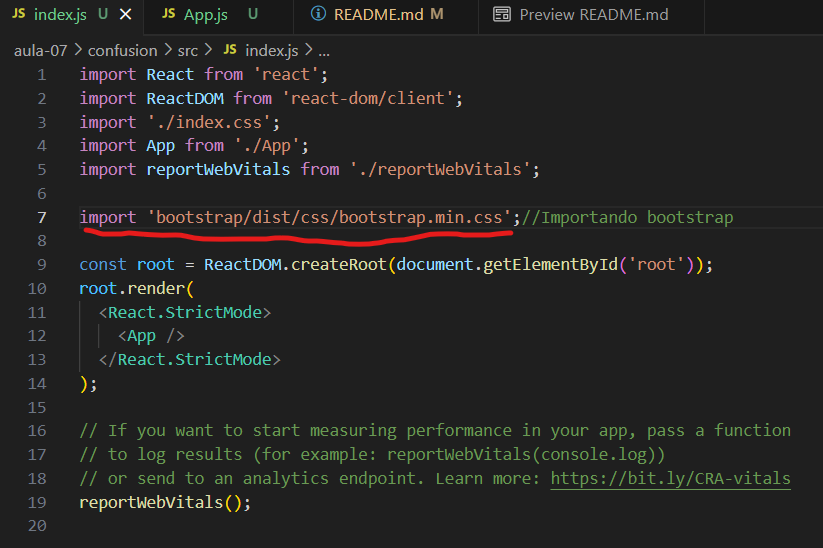 JS index.js U × JS App.js U README.md M Preview README.md
aula-07 > confusion > src > JS index.js > ...
1 import React from 'react';
2 import ReactDOM from 'react-dom/client';
3 import './index.css';
4 import App from './App';
5 import reportWebVitals from './reportWebVitals';
6
7 import 'bootstrap/dist/css/bootstrap.min.css';//Importando bootstrap
8
9 const root = ReactDOM.createRoot(document.getElementById('root'));
10 root.render(
11 <React.StrictMode>
12 <App />
13 </React.StrictMode>
14 );
15
16 // If you want to start measuring performance in your app, pass a function
17 // to log results (for example: reportWebVitals(console.log))
18 // or send to an analytics endpoint. Learn more: https://bit.ly/CRA-vitals
19 reportWebVitals();
20